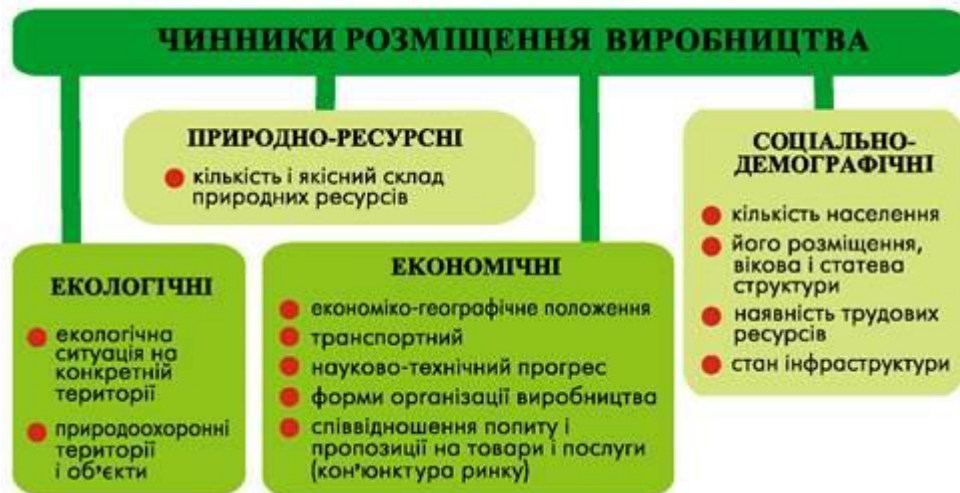 ЧИННИКИ РОЗМІЩЕННЯ ВИРОБНИЦТВА
ПРИРОДНО-РЕСУРСНІ
кількість і якісний склад
природних ресурсів
СОЦІАЛЬНО-
ДЕМОГРАФІЧНІ
кількість населення
його розміщення,
вікова і статева
структури
наявність трудових
ресурсів
стан інфраструктури
ЕКОЛОГІЧНІ
екологічна
ситуація на
конкретній
території
природоохоронні
території
і об'єкти
ЕКОНОМІЧНІ
економіко-географічне положення
транспортний
науково-технічний прогрес
форми організації виробництва
співвідношення попиту і
пропозиції на товари і послуги
(кон'юнктура ринку)